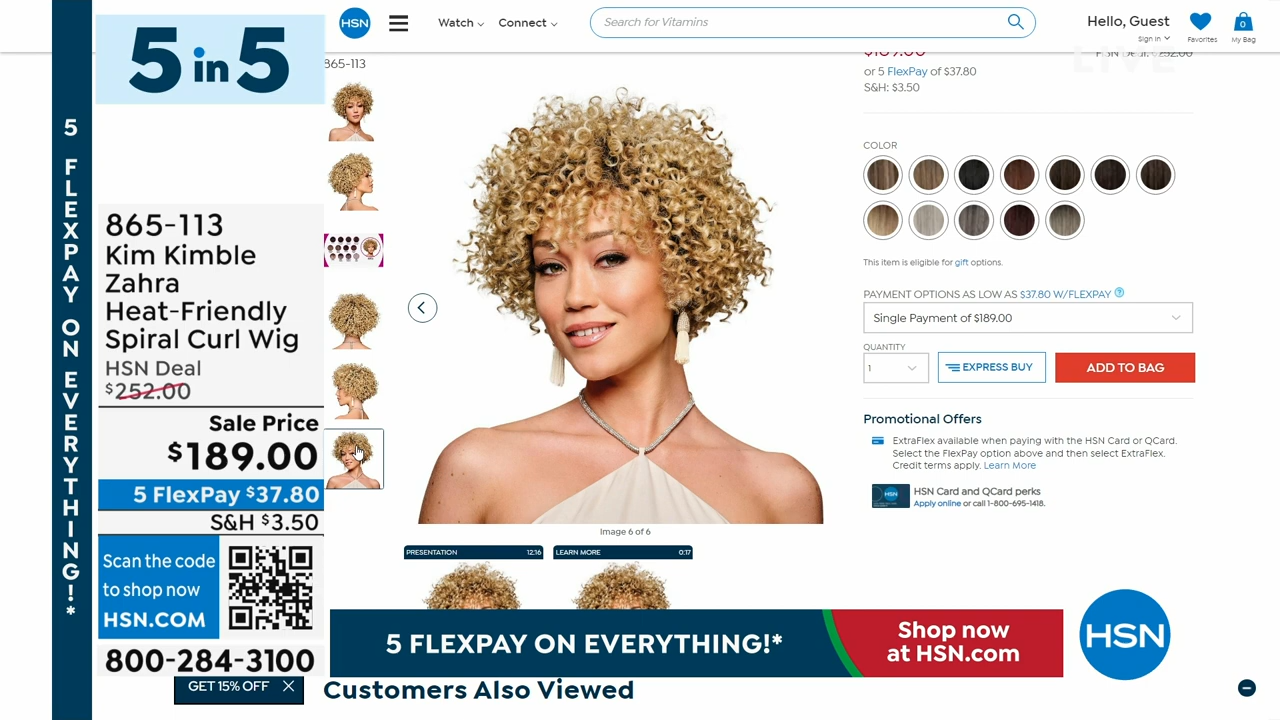 5 in 5
5 FLEXPAY ON EVERYTHING!*
865-113
Kim Kimble
Zahra
Heat-Friendly
Spiral Curl Wig
HSN Deal
$252.00
Sale Price
$189.00
5 FlexPay $37.80
S&H $3.50
Scan the code
to shop now
HSN.COM
800-284-3100
GET 15% OFF
HSN
Watch
Connect
Search for Vitamins
Hello, Guest
Sign In
Favorites
0
My Bag
LIVE
865-113
$189.00
HSN Deal: $252.00
or 5 FlexPay of $37.80
S&H: $3.50
COLOR
This item is eligible for gift options.
PAYMENT OPTIONS AS LOW AS $37.80 W/FLEXPAY ?
Single Payment of $189.00
QUANTITY
1
EXPRESS BUY
ADD TO BAG
Promotional Offers
ExtraFlex available when paying with the HSN Card or QCard.
Select the FlexPay option above and then select ExtraFlex.
Credit terms apply. Learn More
HSN Card and QCard perks
Apply online or call 1-800-695-1418.
Image 6 of 6
PRESENTATION 12:16
LEARN MORE 0:17
5 FLEXPAY ON EVERYTHING!*
Shop now
at HSN.com
HSN
Customers Also Viewed